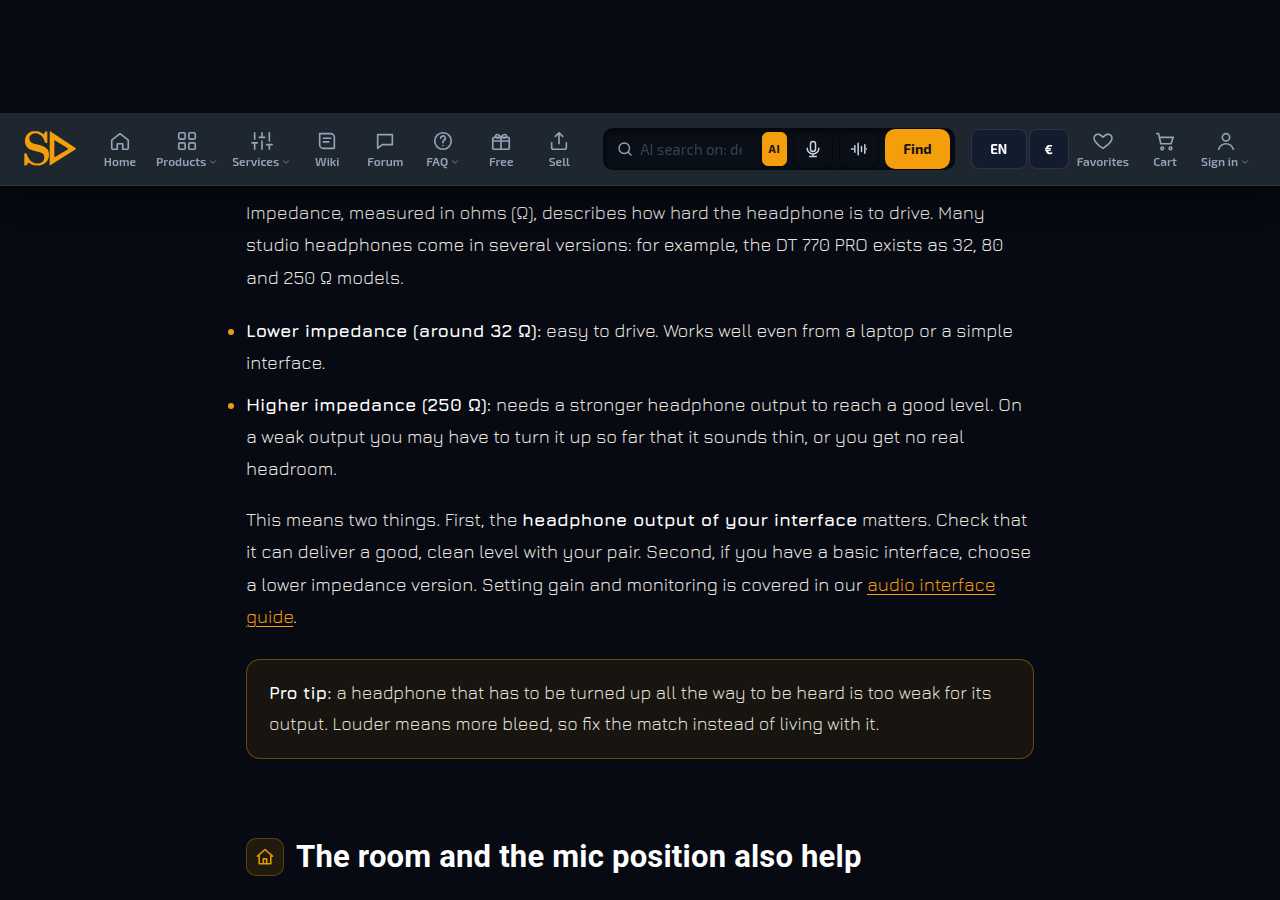 SD
Home
Products
Services
Wiki
Forum
FAQ
Free
Sell
AI search on: de
AI
Find
EN
€
Favorites
Cart
Sign in
Impedance, measured in ohms (Ω), describes how hard the headphone is to drive. Many
studio headphones come in several versions: for example, the DT 770 PRO exists as 32, 80
and 250 Ω models.
Lower impedance (around 32 Ω): easy to drive. Works well even from a laptop or a simple
interface.
Higher impedance (250 Ω): needs a stronger headphone output to reach a good level. On
a weak output you may have to turn it up so far that it sounds thin, or you get no real
headroom.
This means two things. First, the headphone output of your interface matters. Check that
it can deliver a good, clean level with your pair. Second, if you have a basic interface, choose
a lower impedance version. Setting gain and monitoring is covered in our audio interface
guide.
Pro tip: a headphone that has to be turned up all the way to be heard is too weak for its
output. Louder means more bleed, so fix the match instead of living with it.
The room and the mic position also help